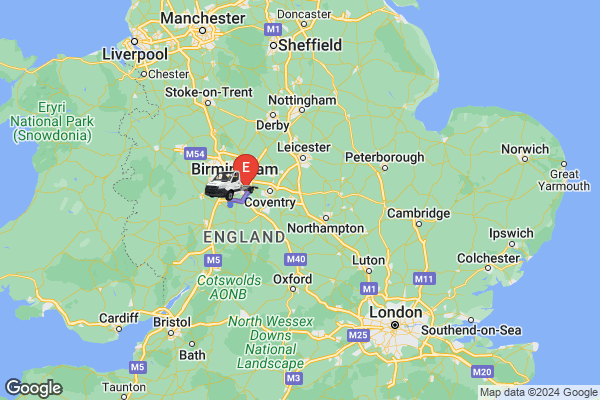 Doncaster
Manchester
M1
Liverpool
Sheffield
Chester
Eryri
National Park
(Snowdonia)
Stoke-on-Trent
Nottingham
Derby
M54
Leicester
Peterborough
Norwich
E
Birmingham
Great
Yarmouth
Coventry
Cambridge
Northampton
ENGLAND
Ipswich
M5
M40
Luton
M11
Colchester
Cotswolds
AONB
Oxford
M1
London
Cardiff
Bristol
North Wessex
Downs
National
Landscape
M25
Southend-on-Sea
Bath
M5
M20
M3
Taunton
Google
Google
Map data ©2024 Google